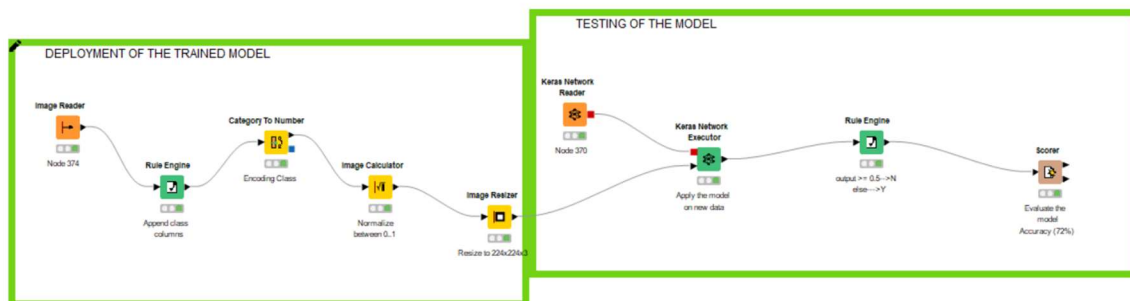 DEPLOYMENT OF THE TRAINED MODEL
Image Reader
Node 374
Rule Engine
Append class
columns
Category To Number
Encoding Class
Image Calculator
Normalize
between 0..1
Image Resizer
Resize to 224x224x3
TESTING OF THE MODEL
Keras Network
Reader
Node 370
Keras Network
Executor
Apply the model
on new data
Rule Engine
output >= 0.5-->N
else--->Y
Scorer
Evaluate the
model
Accuracy (72%)